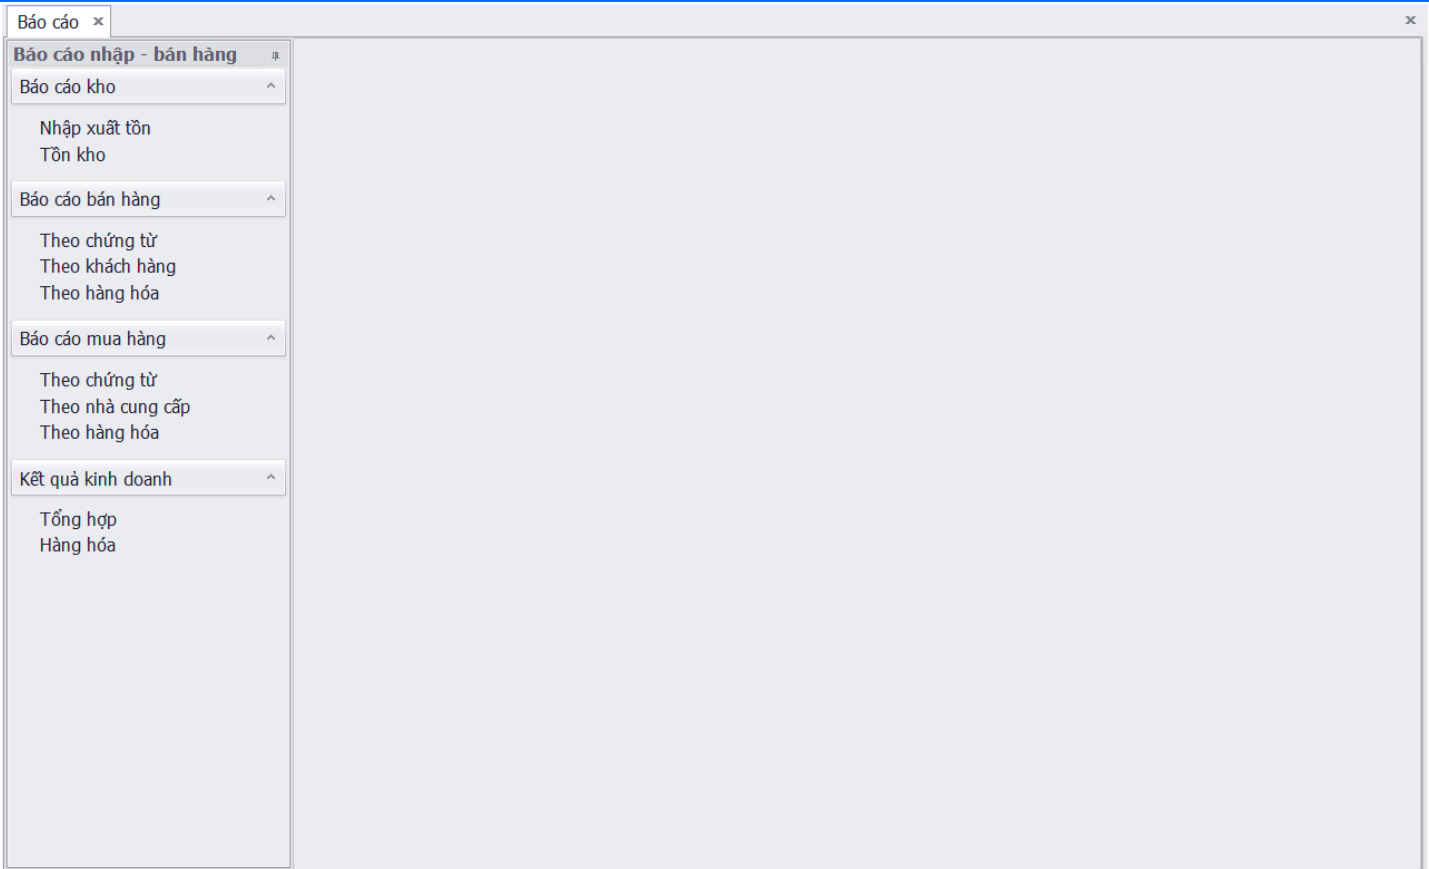 Báo cáo
Báo cáo nhập - bán hàng
Báo cáo kho
Nhập xuất tồn
Tồn kho
Báo cáo bán hàng
Theo chứng từ
Theo khách hàng
Theo hàng hóa
Báo cáo mua hàng
Theo chứng từ
Theo nhà cung cấp
Theo hàng hóa
Kết quả kinh doanh
Tổng hợp
Hàng hóa